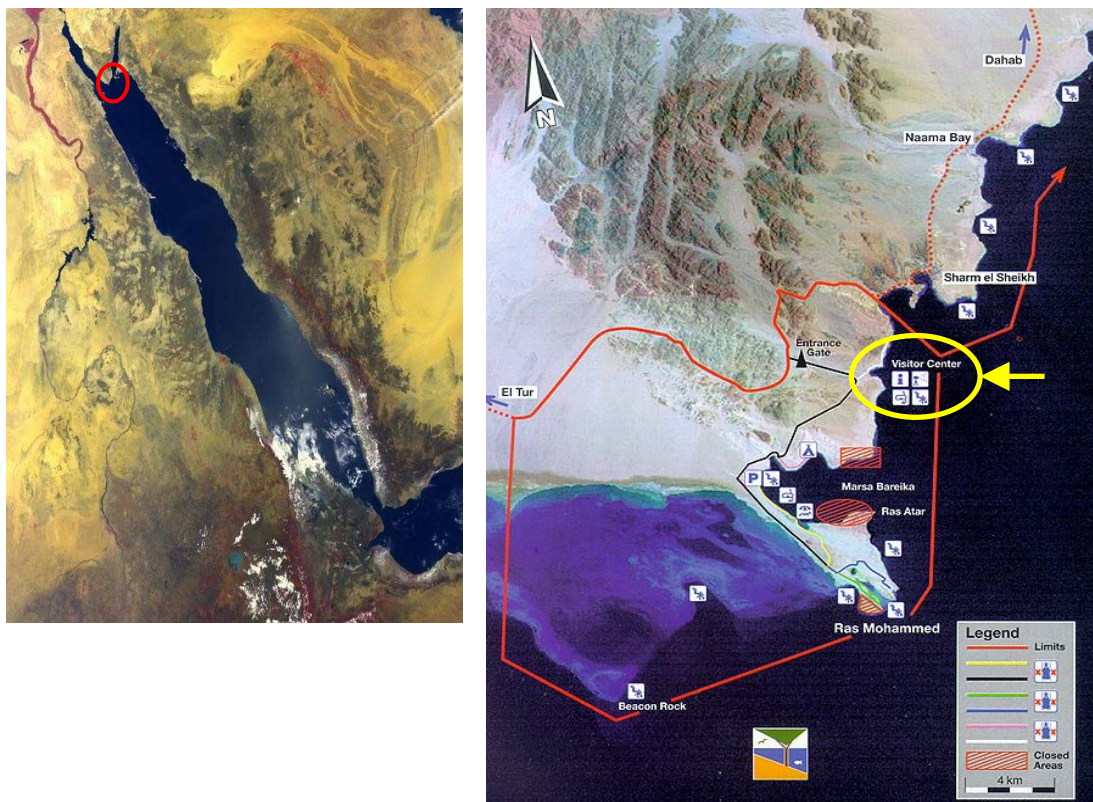 N
Dahab
Naama Bay
Sharm el Sheikh
Entrance
Gate
Visitor Center
El Tur
P
Marsa Bareika
Ras Atar
Ras Mohammed
Beacon Rock
Legend
Limits
Closed
Areas
4 km